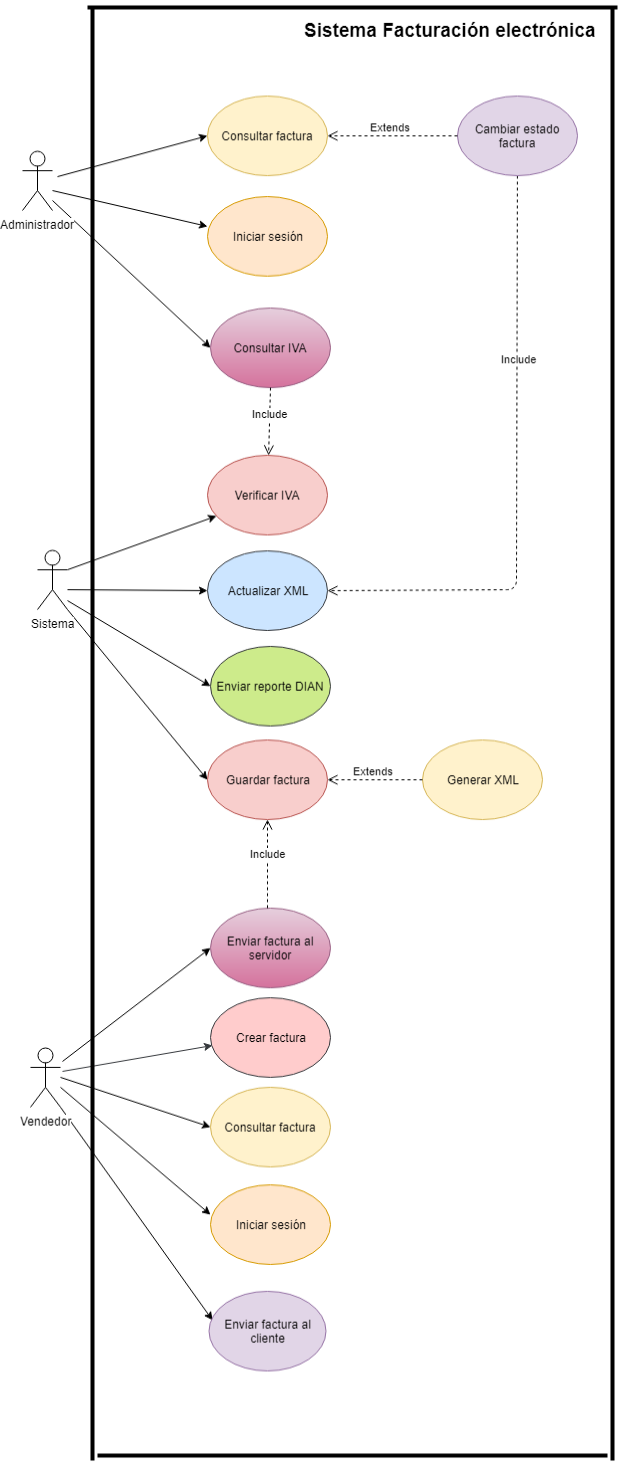 Sistema Facturación electrónica
Consultar factura
Extends
Cambiar estado
factura
Administrador
Iniciar sesión
Consultar IVA
Include
Include
Verificar IVA
Sistema
Actualizar XML
Enviar reporte DIAN
Guardar factura
Extends
Generar XML
Include
Enviar factura al
servidor
Crear factura
Vendedor
Consultar factura
Iniciar sesión
Enviar factura al
cliente